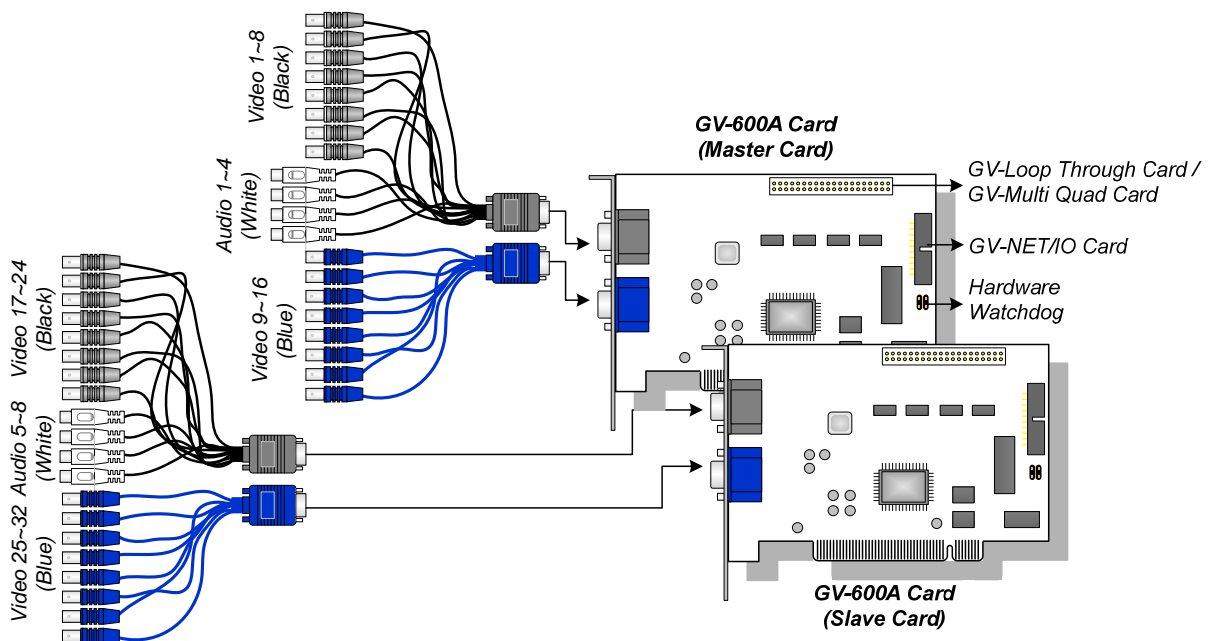 Video 1~8
(Black)
Audio 1~4
(White)
Video 9~16
(Blue)
Video 17~24
(Black)
Audio 5~8
(White)
Video 25~32
(Blue)
GV-600A Card
(Master Card)
GV-Loop Through Card /
GV-Multi Quad Card
GV-NET/IO Card
Hardware
Watchdog
GV-600A Card
(Slave Card)